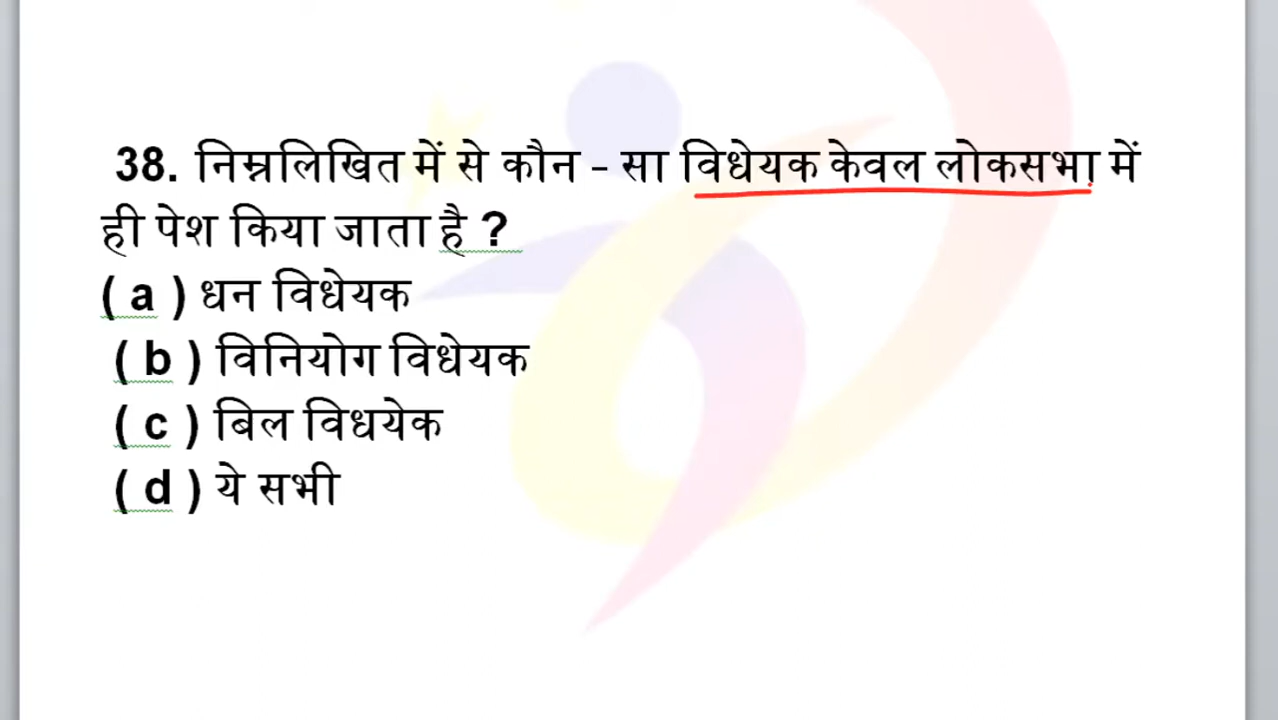 38. निम्नलिखित में से कौन - सा विधेयक केवल लोकसभा में
ही पेश किया जाता है ?
( a ) धन विधेयक
( b ) विनियोग विधेयक
( c ) बिल विधयेक
( d ) ये सभी